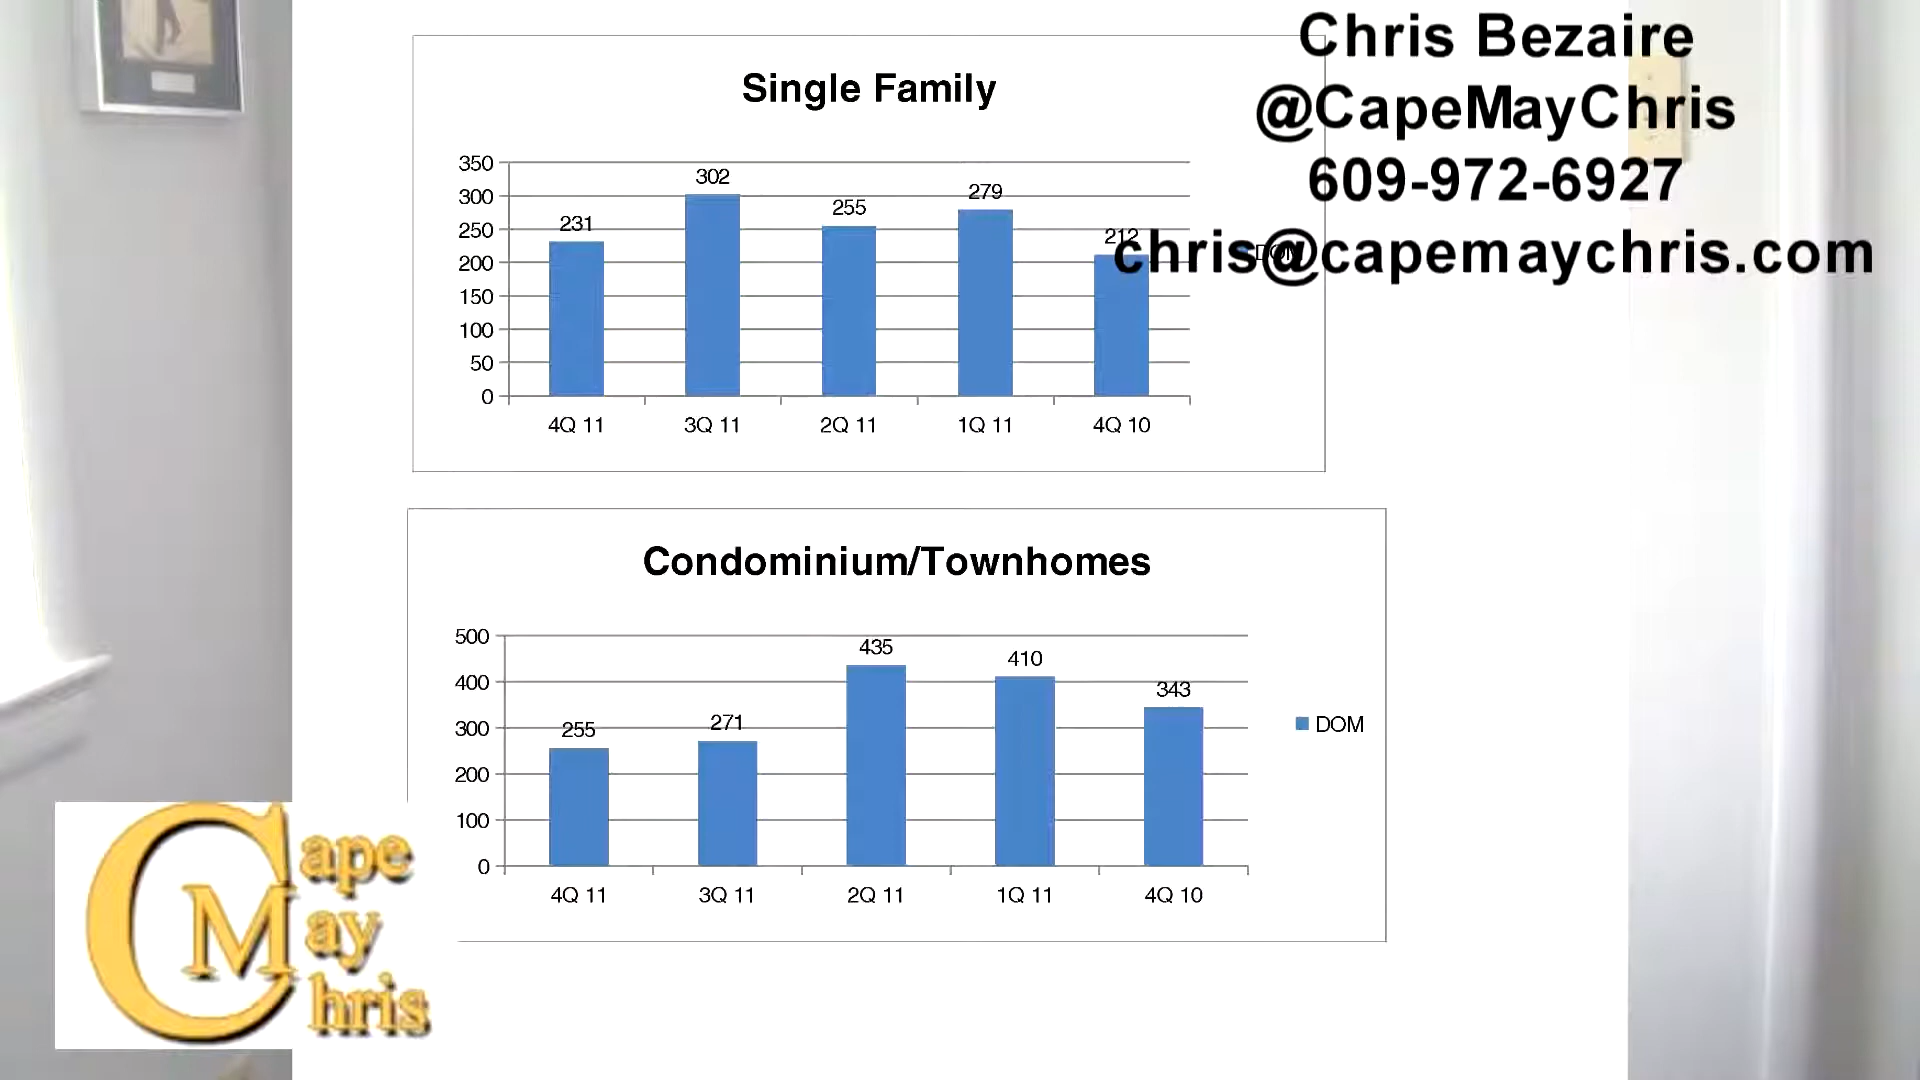 Chris Bezaire
@CapeMayChris
609-972-6927
chris@capemaychris.com
Single Family
350
300
250
200
150
100
50
0
231
302
255
279
212
4Q 11
3Q 11
2Q 11
1Q 11
4Q 10
DOM
Condominium/Townhomes
500
400
300
200
100
0
255
271
435
410
343
4Q 11
3Q 11
2Q 11
1Q 11
4Q 10
DOM
Cape
May
Chris